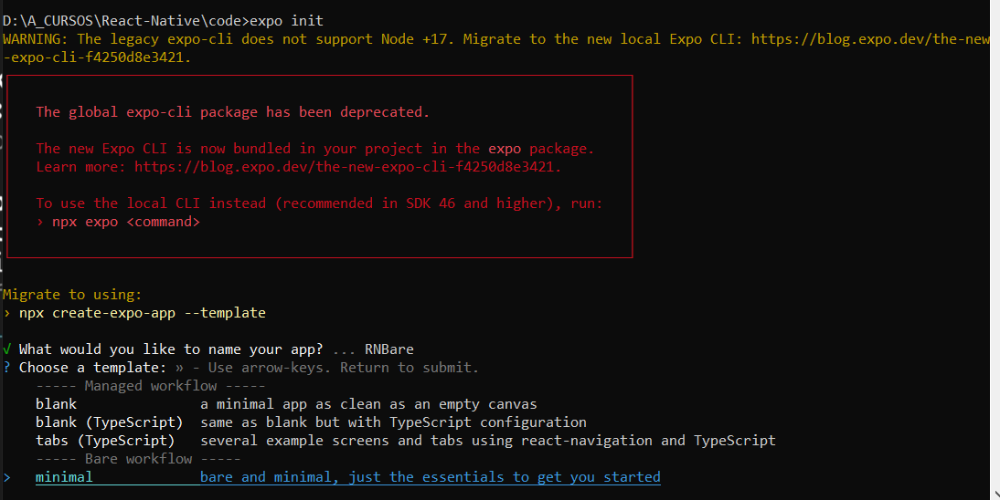 D:\A_CURSOS\React-Native\code>expo init
WARNING: The legacy expo-cli does not support Node +17. Migrate to the new local Expo CLI: https://blog.expo.dev/the-new
-expo-cli-f4250d8e3421.
The global expo-cli package has been deprecated.
The new Expo CLI is now bundled in your project in the expo package.
Learn more: https://blog.expo.dev/the-new-expo-cli-f4250d8e3421.
To use the local CLI instead (recommended in SDK 46 and higher), run:
› npx expo <command>
Migrate to using:
› npx create-expo-app --template
√ What would you like to name your app? ... RNBare
? Choose a template: » - Use arrow-keys. Return to submit.
----- Managed workflow -----
blank a minimal app as clean as an empty canvas
blank (TypeScript) same as blank but with TypeScript configuration
tabs (TypeScript) several example screens and tabs using react-navigation and TypeScript
----- Bare workflow -----
> minimal bare and minimal, just the essentials to get you started